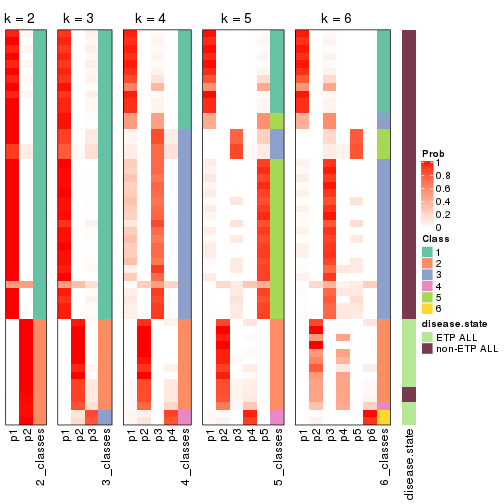 k = 2 k = 3 k = 4 k = 5 k = 6
Prob
1
0.8
0.6
0.4
0.2
0
Class
1
2
3
4
5
6
disease.state
ETP ALL
non-ETP ALL
p1 p2 2_classes p1 p2 p3 3_classes p1 p2 p3 p4 4_classes p1 p2 p3 p4 p5 5_classes p1 p2 p3 p4 p5 p6 6_classes disease.state